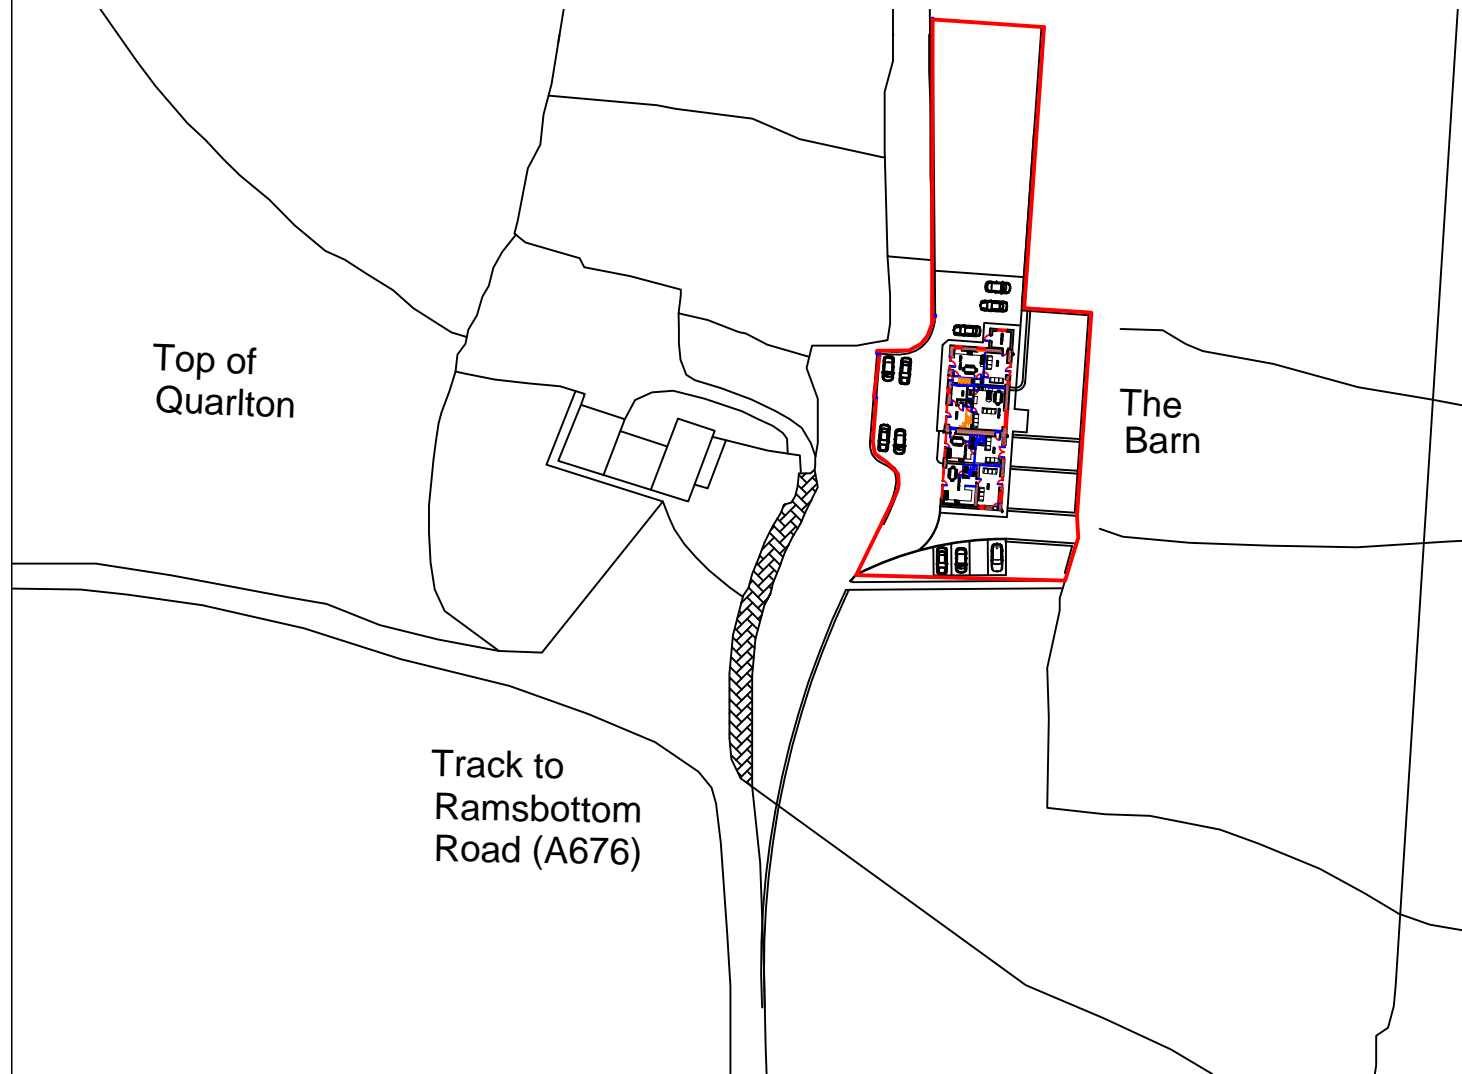 Top of
Quarlton
The
Barn
Track to
Ramsbottom
Road (A676)